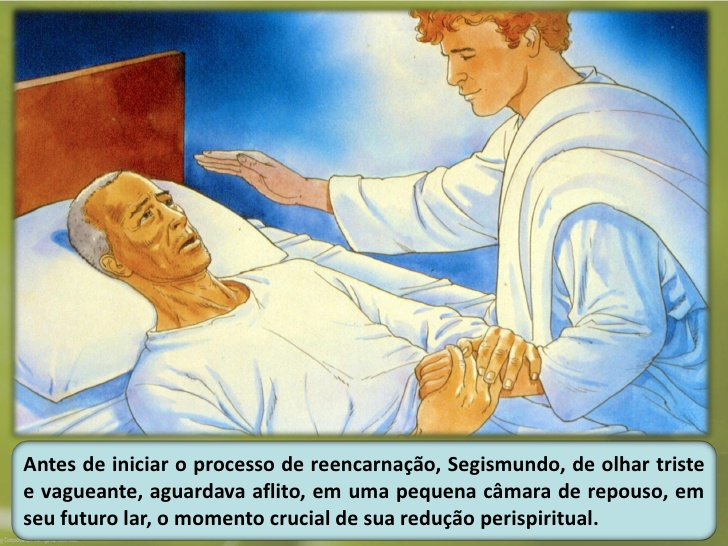 Antes de iniciar o processo de reencarnação, Segismundo, de olhar triste
e vagueante, aguardava aflito, em uma pequena câmara de repouso, em
seu futuro lar, o momento crucial de sua redução perispiritual.